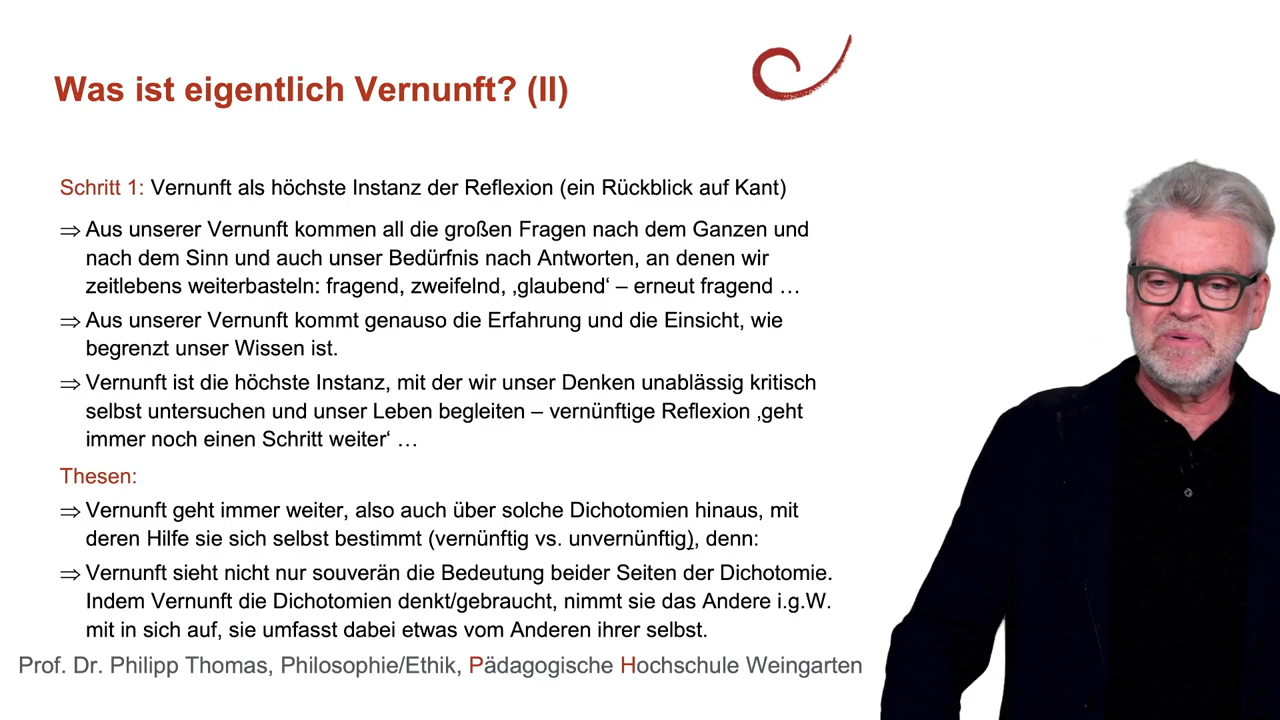 Was ist eigentlich Vernunft? (II)
Schritt 1: Vernunft als höchste Instanz der Reflexion (ein Rückblick auf Kant)
⇒ Aus unserer Vernunft kommen all die großen Fragen nach dem Ganzen und
nach dem Sinn und auch unser Bedürfnis nach Antworten, an denen wir
zeitlebens weiterbasteln: fragend, zweifelnd, ‚glaubend‘ – erneut fragend …
⇒ Aus unserer Vernunft kommt genauso die Erfahrung und die Einsicht, wie
begrenzt unser Wissen ist.
⇒ Vernunft ist die höchste Instanz, mit der wir unser Denken unablässig kritisch
selbst untersuchen und unser Leben begleiten – vernünftige Reflexion ‚geht
immer noch einen Schritt weiter‘ …
Thesen:
⇒ Vernunft geht immer weiter, also auch über solche Dichotomien hinaus, mit
deren Hilfe sie sich selbst bestimmt (vernünftig vs. unvernünftig), denn:
⇒ Vernunft sieht nicht nur souverän die Bedeutung beider Seiten der Dichotomie.
Indem Vernunft die Dichotomien denkt/gebraucht, nimmt sie das Andere i.g.W.
mit in sich auf, sie umfasst dabei etwas vom Anderen ihrer selbst.
Prof. Dr. Philipp Thomas, Philosophie/Ethik, Pädagogische Hochschule Weingarten